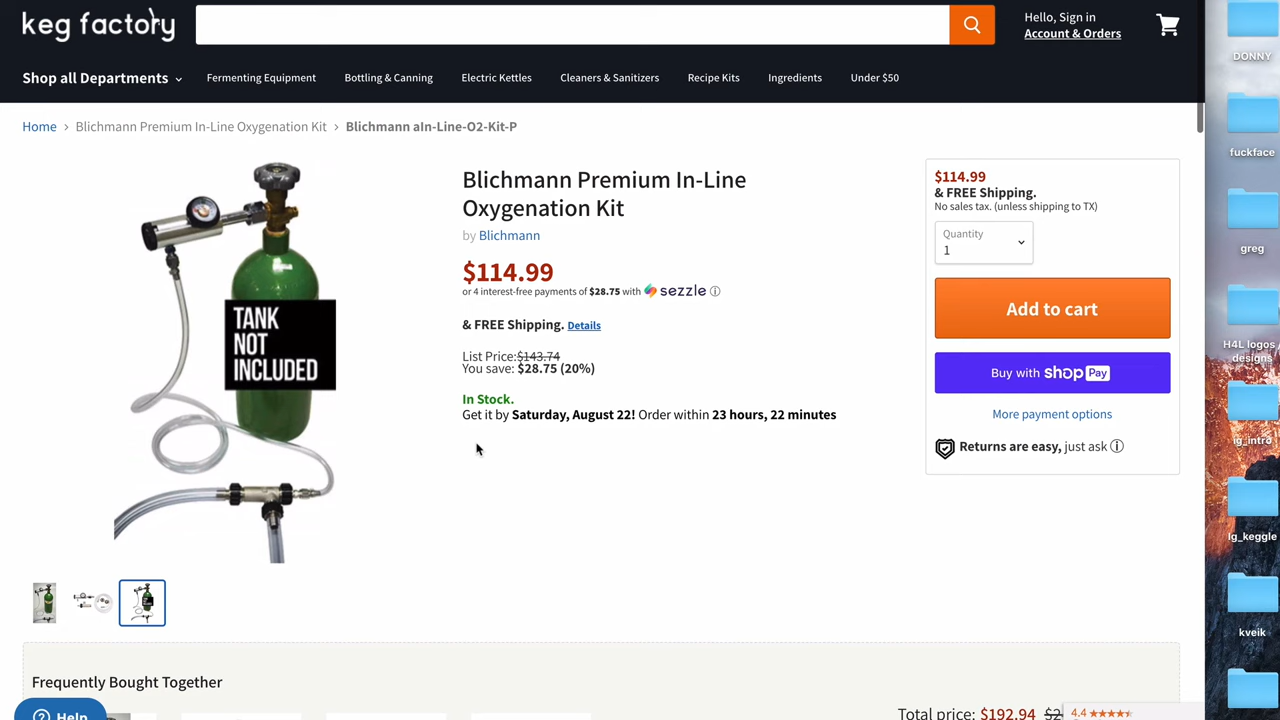 keg factory
Hello, Sign in
Account & Orders
Shop all Departments
Fermenting Equipment
Bottling & Canning
Electric Kettles
Cleaners & Sanitizers
Recipe Kits
Ingredients
Under $50
Home > Blichmann Premium In-Line Oxygenation Kit > Blichmann aIn-Line-O2-Kit-P
TANK
NOT
INCLUDED
Blichmann Premium In-Line
Oxygenation Kit
by Blichmann
$114.99
or 4 interest-free payments of $28.75 with sezzle
& FREE Shipping. Details
List Price:$143.74
You save: $28.75 (20%)
In Stock.
Get it by Saturday, August 22! Order within 23 hours, 22 minutes
$114.99
& FREE Shipping.
No sales tax. (unless shipping to TX)
Quantity
1
Add to cart
Buy with shop Pay
More payment options
Returns are easy, just ask
Frequently Bought Together
Help
Total price: $192.94
4.4
DONNY
fuckface
greg
H4L logos
designs
ig_intro
lg_keggle
kveik